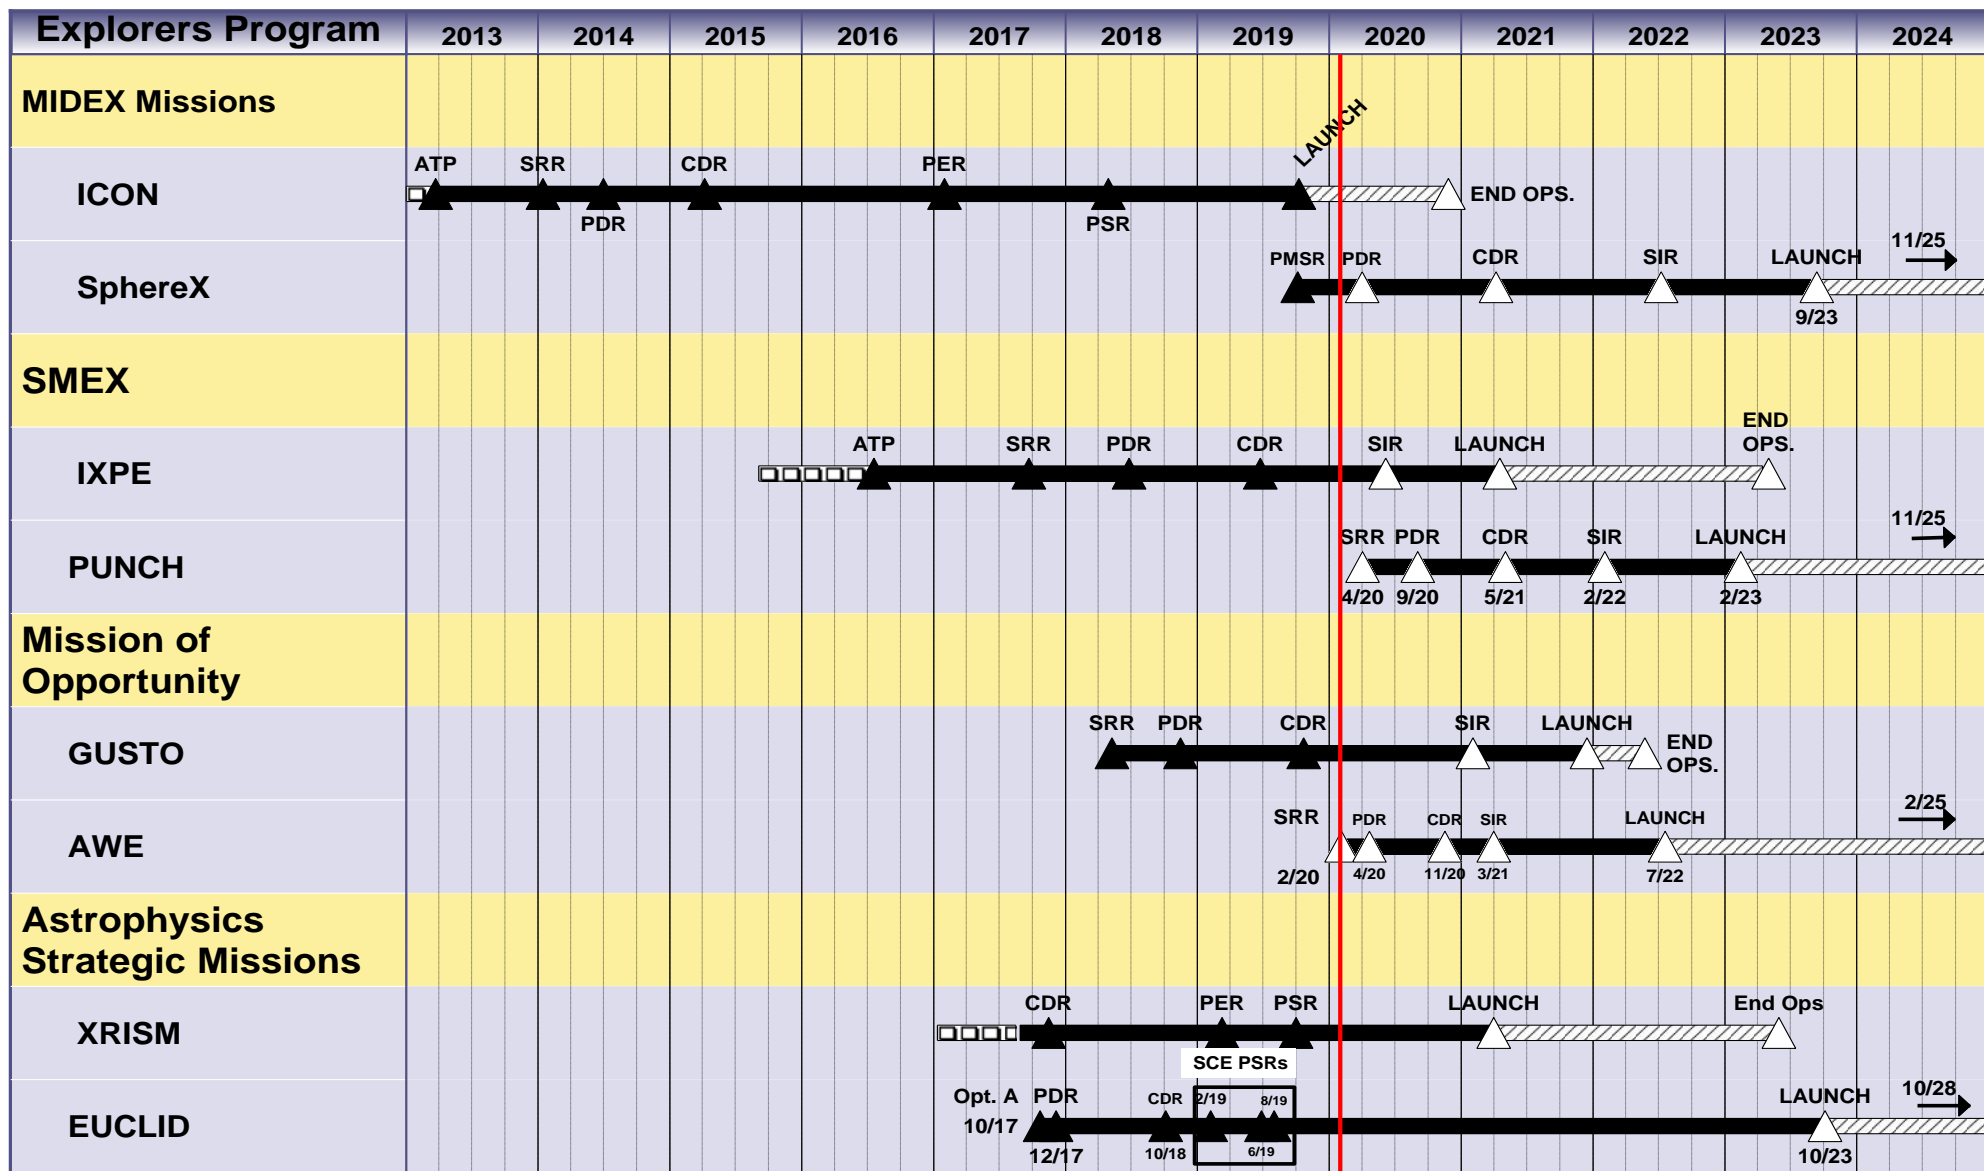 Explorers Program 2013 2014 2015 2016 2017 2018 2019 2020 2021 2022 2023 2024
MIDEX Missions
LAUNCH
ATP SRR CDR PER
ICON END OPS.
PDR PSR
11/25
PMSR PDR CDR SIR LAUNCH
SphereX
9/23
SMEX
END
ATP SRR PDR CDR SIR LAUNCH OPS.
IXPE
11/25
SRR PDR CDR SIR LAUNCH
PUNCH
4/20 9/20 5/21 2/22 2/23
Mission of
Opportunity
SRR PDR CDR SIR LAUNCH
GUSTO END
OPS.
2/25
SRR PDR CDR SIR LAUNCH
AWE
2/20 4/20 11/20 3/21 7/22
Astrophysics
Strategic Missions
CDR PER PSR LAUNCH End Ops
XRISM
SCE PSRs
10/28
Opt. A PDR CDR 2/19 8/19 LAUNCH
10/17
EUCLID
12/17 10/18 6/19 10/23